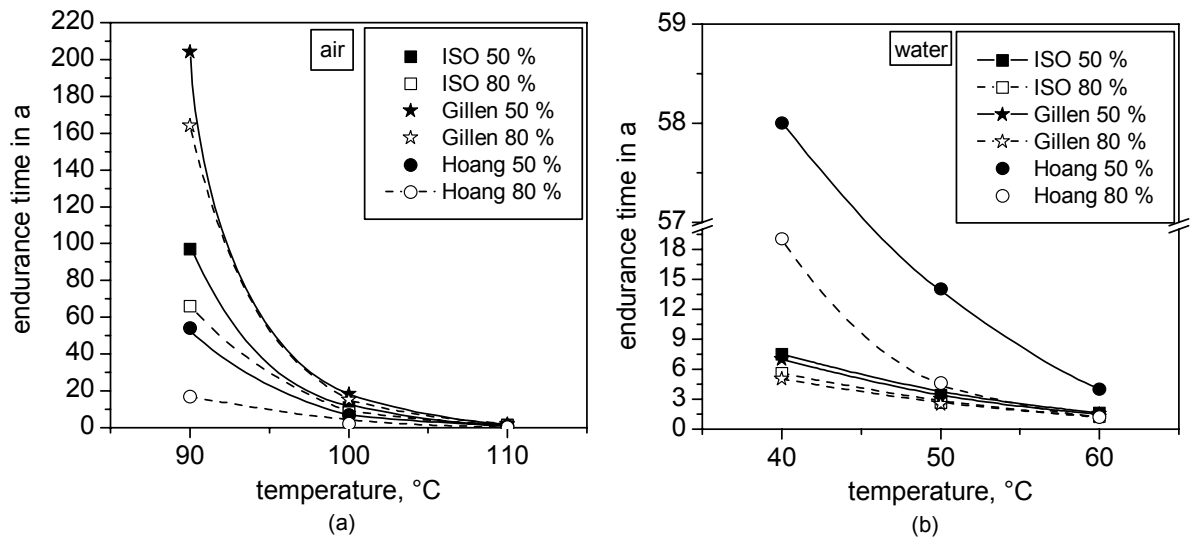 220
200
180
160
140
120
100
80
60
40
20
0
endurance time in a
air
ISO 50 %
ISO 80 %
Gillen 50 %
Gillen 80 %
Hoang 50 %
Hoang 80 %
90
100
110
temperature, °C
(a)
59
58
57
18
15
12
9
6
3
0
endurance time in a
water
ISO 50 %
ISO 80 %
Gillen 50 %
Gillen 80 %
Hoang 50 %
Hoang 80 %
40
50
60
temperature, °C
(b)